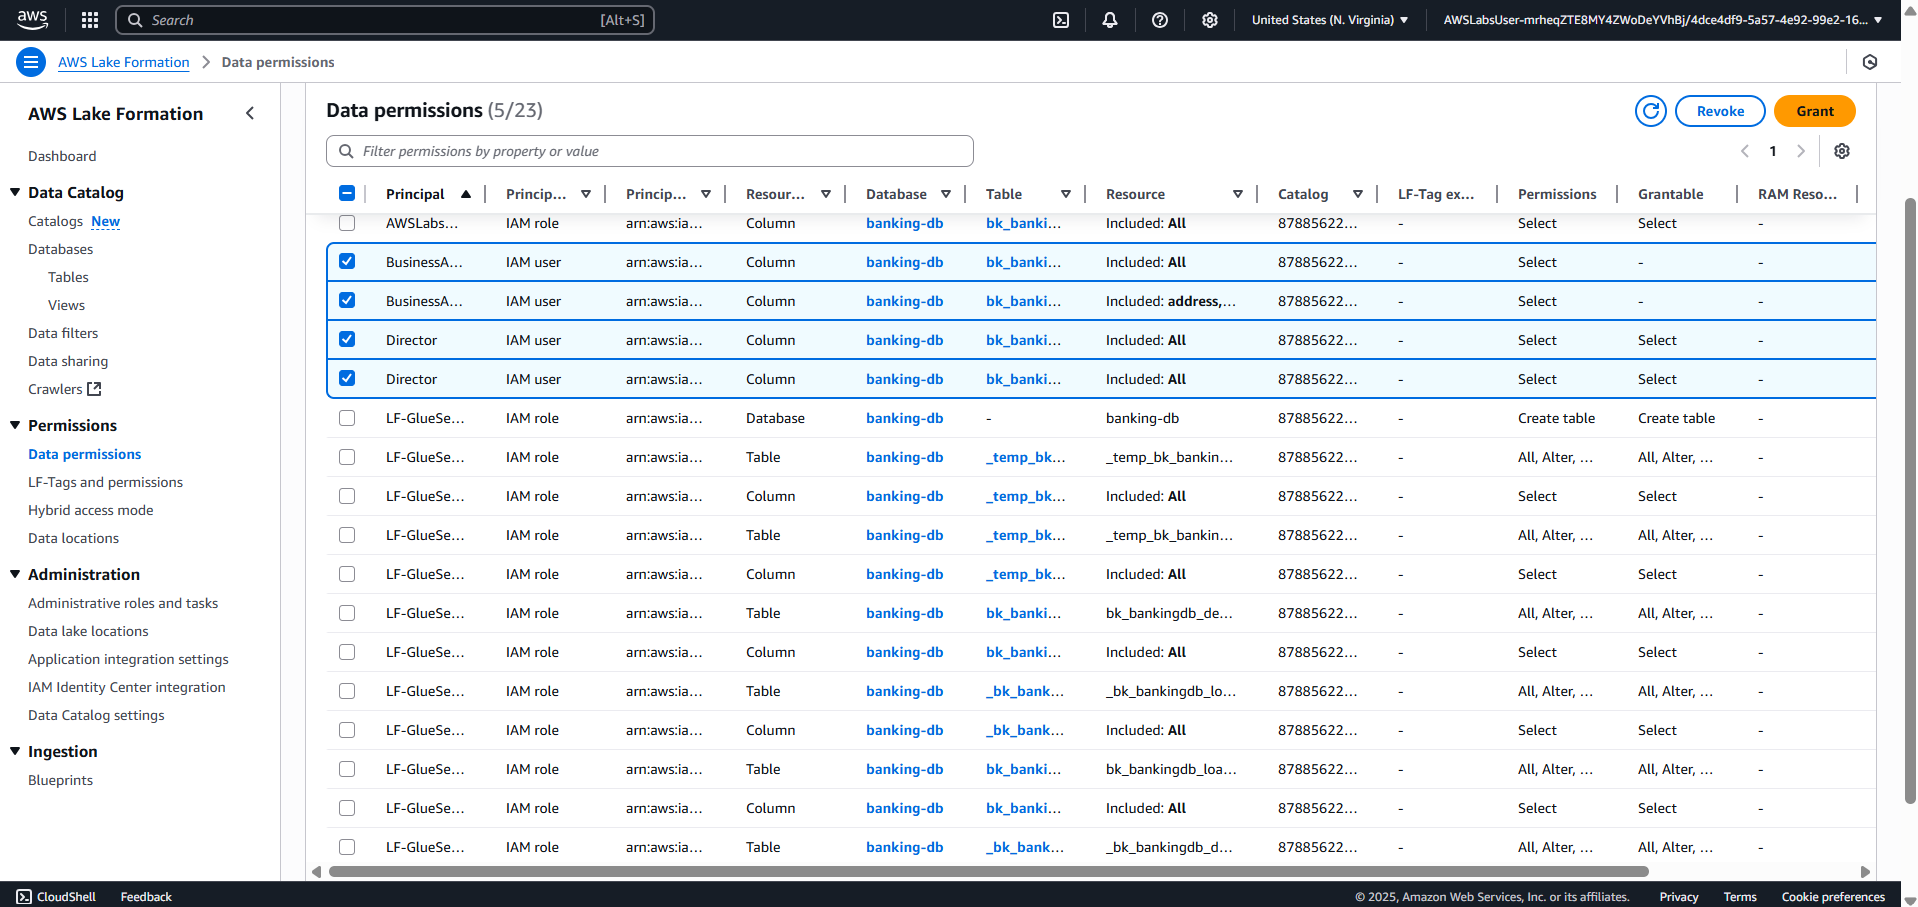 aws Search [Alt+S] United States (N. Virginia) AWSLabsUser-mrheqZTE8MY4ZWoDeYVhBj/4dce4df9-5a57-4e92-99e2-16...
AWS Lake Formation Data permissions
AWS Lake Formation
Dashboard
Data Catalog
Catalogs New
Databases
Tables
Views
Data filters
Data sharing
Crawlers
Permissions
Data permissions
LF-Tags and permissions
Hybrid access mode
Data locations
Administration
Administrative roles and tasks
Data lake locations
Application integration settings
IAM Identity Center integration
Data Catalog settings
Ingestion
Blueprints
Data permissions (5/23) Revoke Grant
Filter permissions by property or value 1
Principal Princip... Princip... Resour... Database Table Resource Catalog LF-Tag ex... Permissions Grantable RAM Reso...
AWSLabs... IAM role arn:aws:ia... Column banking-db bk_banki... Included: All 87885622... - Select Select -
BusinessA... IAM user arn:aws:ia... Column banking-db bk_banki... Included: All 87885622... - Select - -
BusinessA... IAM user arn:aws:ia... Column banking-db bk_banki... Included: address,... 87885622... - Select - -
Director IAM user arn:aws:ia... Column banking-db bk_banki... Included: All 87885622... - Select Select -
Director IAM user arn:aws:ia... Column banking-db bk_banki... Included: All 87885622... - Select Select -
LF-GlueSe... IAM role arn:aws:ia... Database banking-db - banking-db 87885622... - Create table Create table -
LF-GlueSe... IAM role arn:aws:ia... Table banking-db _temp_bk... _temp_bk_bankin... 87885622... - All, Alter, ... All, Alter, ... -
LF-GlueSe... IAM role arn:aws:ia... Column banking-db _temp_bk... Included: All 87885622... - Select Select -
LF-GlueSe... IAM role arn:aws:ia... Table banking-db _temp_bk... _temp_bk_bankin... 87885622... - All, Alter, ... All, Alter, ... -
LF-GlueSe... IAM role arn:aws:ia... Column banking-db _temp_bk... Included: All 87885622... - Select Select -
LF-GlueSe... IAM role arn:aws:ia... Table banking-db bk_banki... bk_bankingdb_de... 87885622... - All, Alter, ... All, Alter, ... -
LF-GlueSe... IAM role arn:aws:ia... Column banking-db bk_banki... Included: All 87885622... - Select Select -
LF-GlueSe... IAM role arn:aws:ia... Table banking-db _bk_bank... _bk_bankingdb_lo... 87885622... - All, Alter, ... All, Alter, ... -
LF-GlueSe... IAM role arn:aws:ia... Column banking-db _bk_bank... Included: All 87885622... - Select Select -
LF-GlueSe... IAM role arn:aws:ia... Table banking-db bk_banki... bk_bankingdb_loa... 87885622... - All, Alter, ... All, Alter, ... -
LF-GlueSe... IAM role arn:aws:ia... Column banking-db bk_banki... Included: All 87885622... - Select Select -
LF-GlueSe... IAM role arn:aws:ia... Table banking-db _bk_bank... _bk_bankingdb_d... 87885622... - All, Alter, ... All, Alter, ... -
CloudShell Feedback © 2025, Amazon Web Services, Inc. or its affiliates. Privacy Terms Cookie preferences